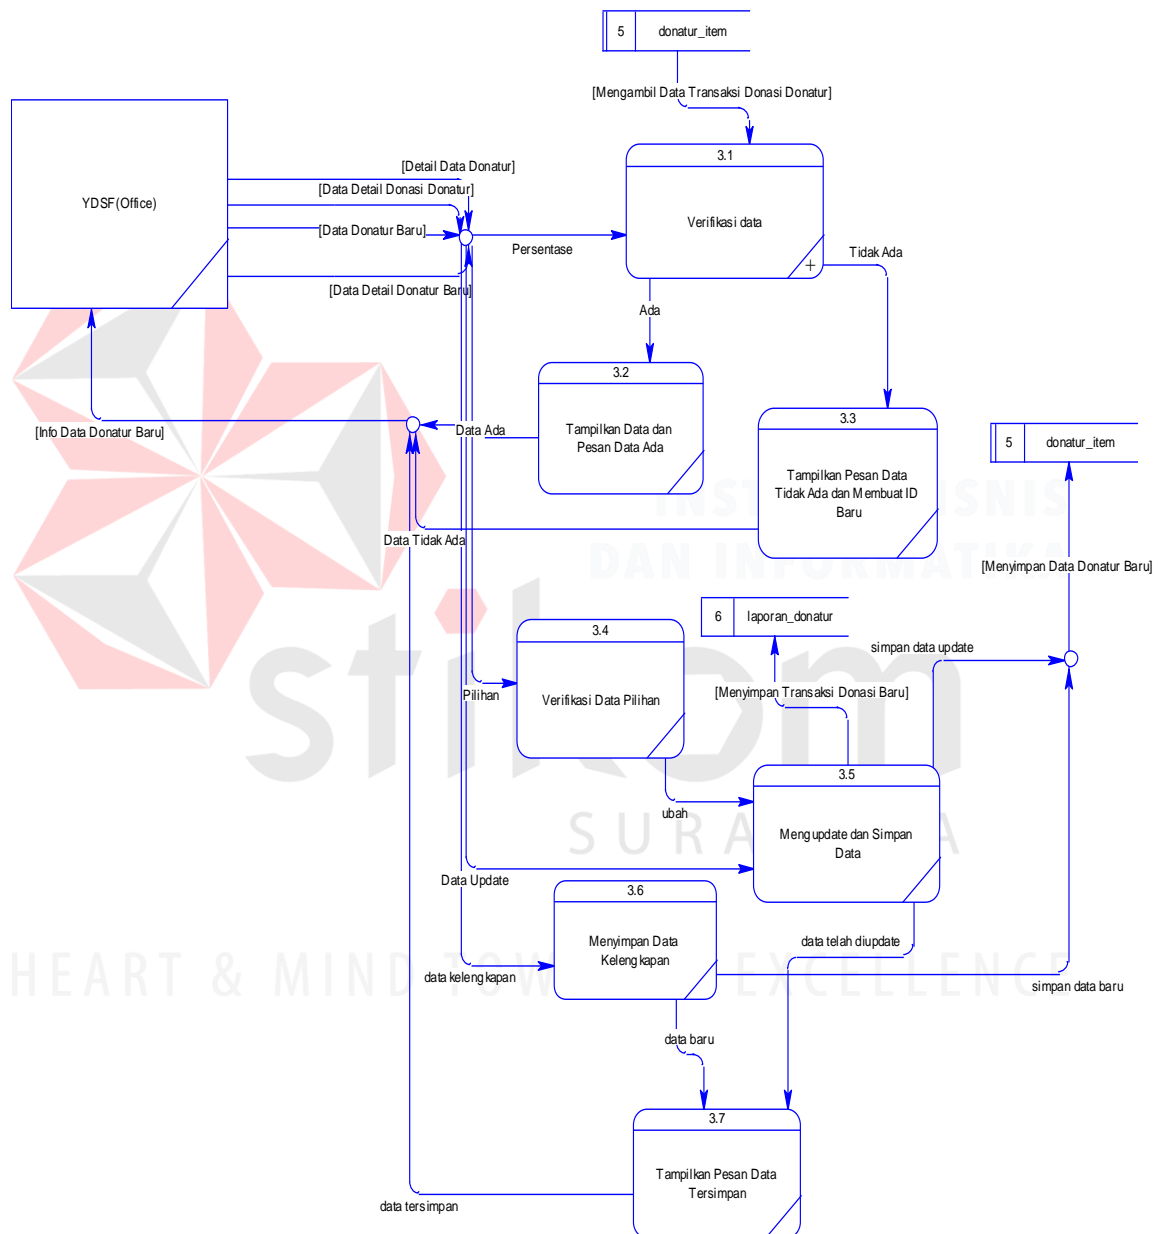 5 donatur_item
[Mengambil Data Transaksi Donasi Donatur]
3.1
Verifikasi data
+
YDSF(Office)
[Detail Data Donatur]
[Data Detail Donasi Donatur]
[Data Donatur Baru]
[Data Detail Donatur Baru]
Persentase
Tidak Ada
Ada
3.2
Tampilkan Data dan
Pesan Data Ada
3.3
Tampilkan Pesan Data
Tidak Ada dan Membuat ID
Baru
[Info Data Donatur Baru]
Data Ada
Data Tidak Ada
5 donatur_item
[Menyimpan Data Donatur Baru]
6 laporan_donatur
[Menyimpan Transaksi Donasi Baru]
simpan data update
3.4
Verifikasi Data Pilihan
Pilihan
ubah
3.5
Mengupdate dan Simpan
Data
Data Update
3.6
Menyimpan Data
Kelengkapan
data kelengkapan
data telah diupdate
simpan data baru
data baru
3.7
Tampilkan Pesan Data
Tersimpan
data tersimpan
stikom
HEART & MIND
EXCELLENCE